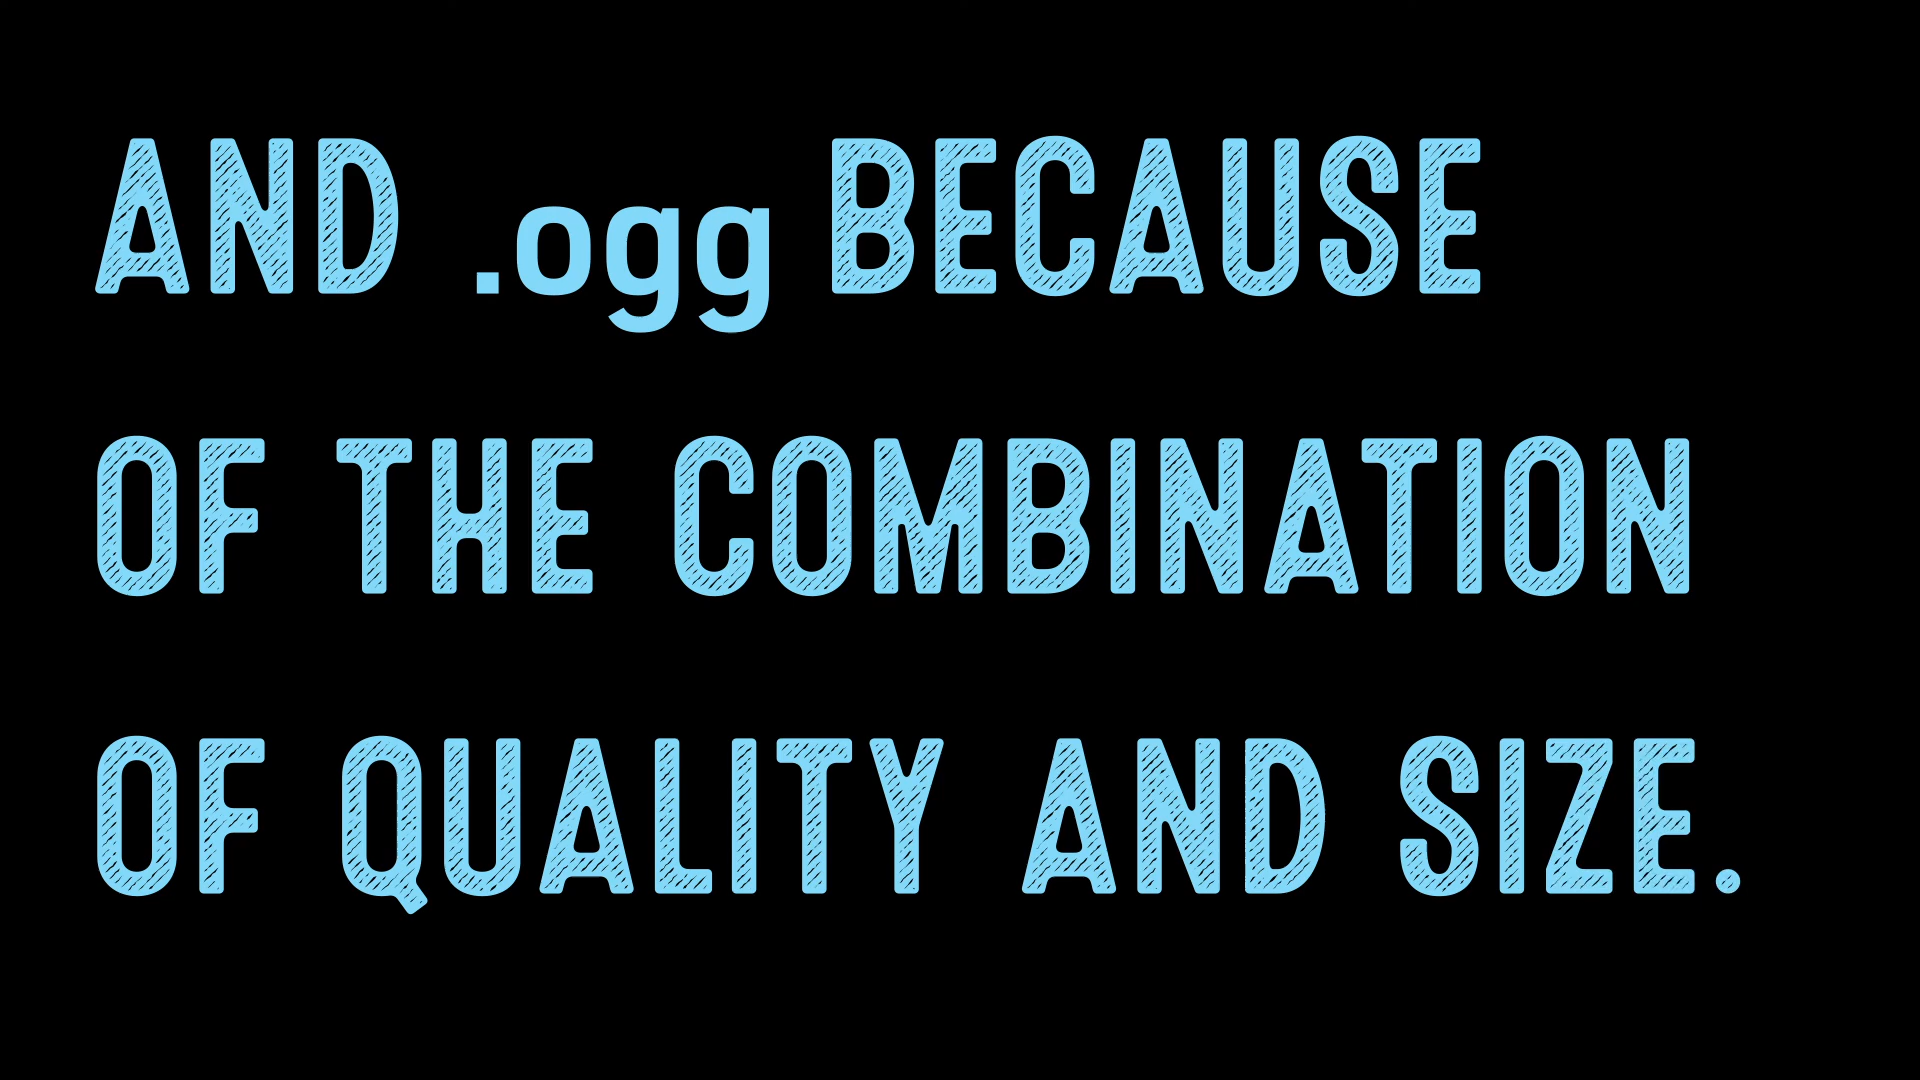 AND .ogg BECAUSE
OF THE COMBINATION
OF QUALITY AND SIZE.